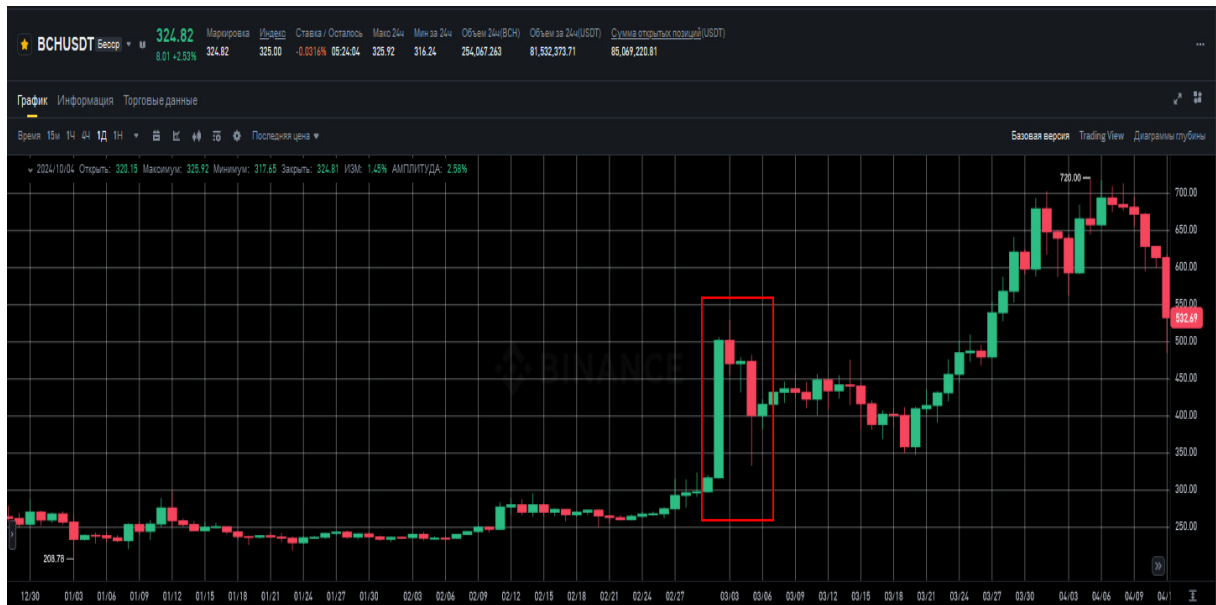 BCHUSDT Бесср 324.82 Маркировка Индекс Ставка / Осталось Макс 24ч Мин за 24ч Объем 24ч(BCH) Объем за 24ч(USDT) Сумма открытых позиций(USDT)
8.01 +2.53% 324.82 325.00 -0.0316% 05:24:04 325.92 316.24 254,067.263 81,532,373.71 85,069,220.81
График Информация Торговые данные
Время 15м 1Ч 4Ч 1Д 1Н Последняя цена Базовая версия Trading View Диаграммы глубины
2024/10/04 Открыть: 320.15 Максимум: 325.92 Минимум: 317.65 Закрыть: 324.81 ИЗМ: 1.45% АМПЛИТУДА: 2.58%
720.00
700.00
650.00
600.00
550.00
532.69
500.00
BINANCE
450.00
400.00
350.00
300.00
250.00
208.78
12/30 01/03 01/06 01/09 01/12 01/15 01/18 01/21 01/24 01/27 01/30 02/03 02/06 02/09 02/12 02/15 02/18 02/21 02/24 02/27 03/03 03/06 03/09 03/12 03/15 03/18 03/21 03/24 03/27 03/30 04/03 04/06 04/09 04/1